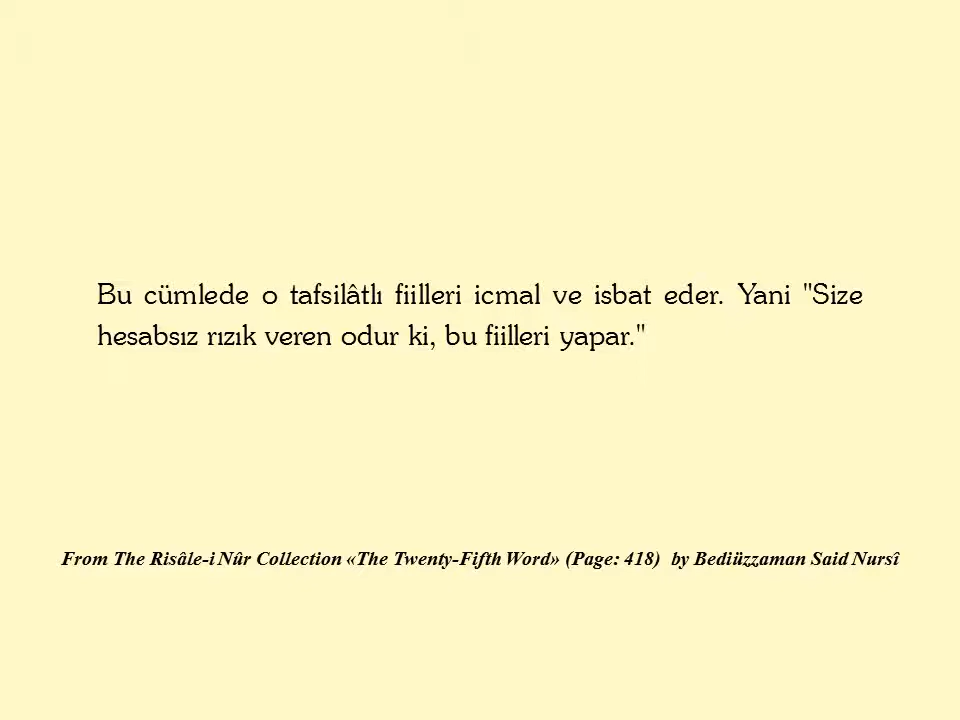 Bu cümlede o tafsilâtlı fiilleri icmal ve isbat eder. Yani "Size
hesabsız rızık veren odur ki, bu fiilleri yapar."
From The Risâle-i Nûr Collection «The Twenty-Fifth Word» (Page: 418) by Bediüzzaman Said Nursî